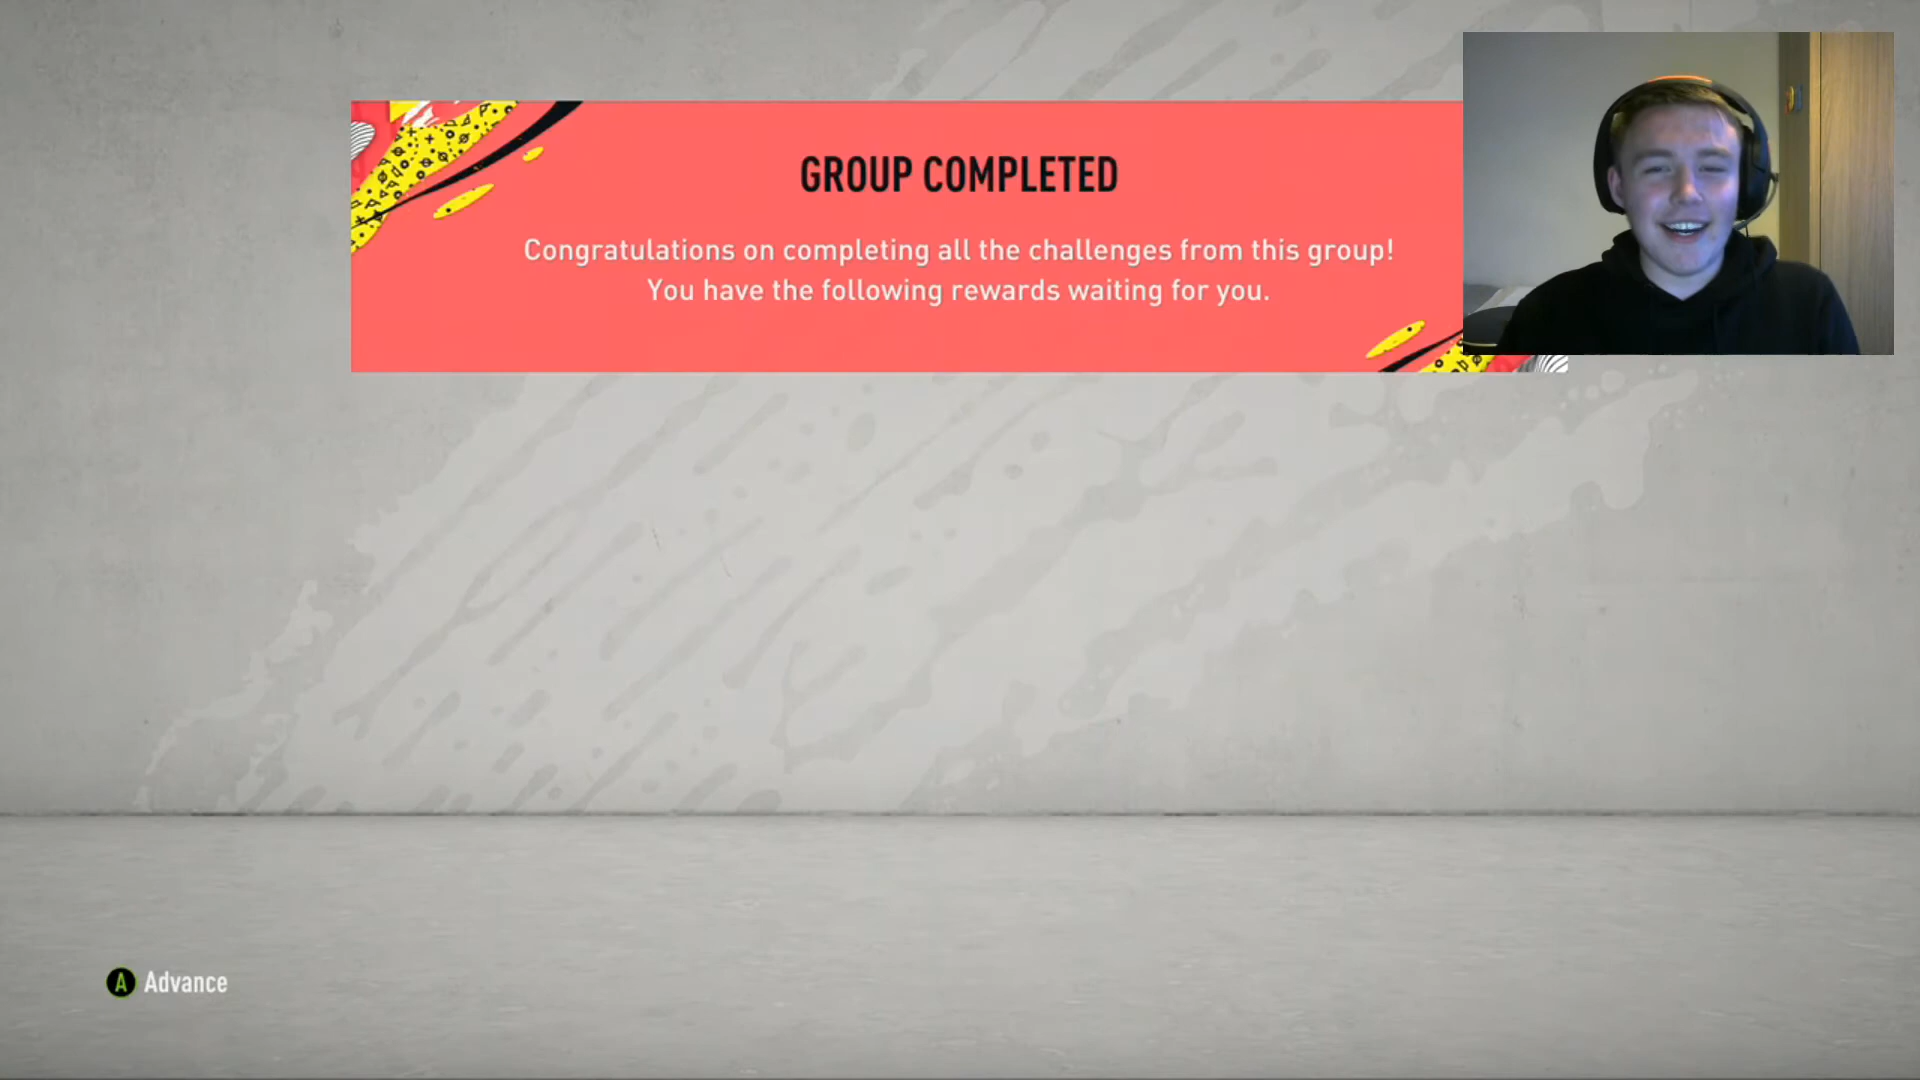 GROUP COMPLETED
Congratulations on completing all the challenges from this group!
You have the following rewards waiting for you.
A Advance